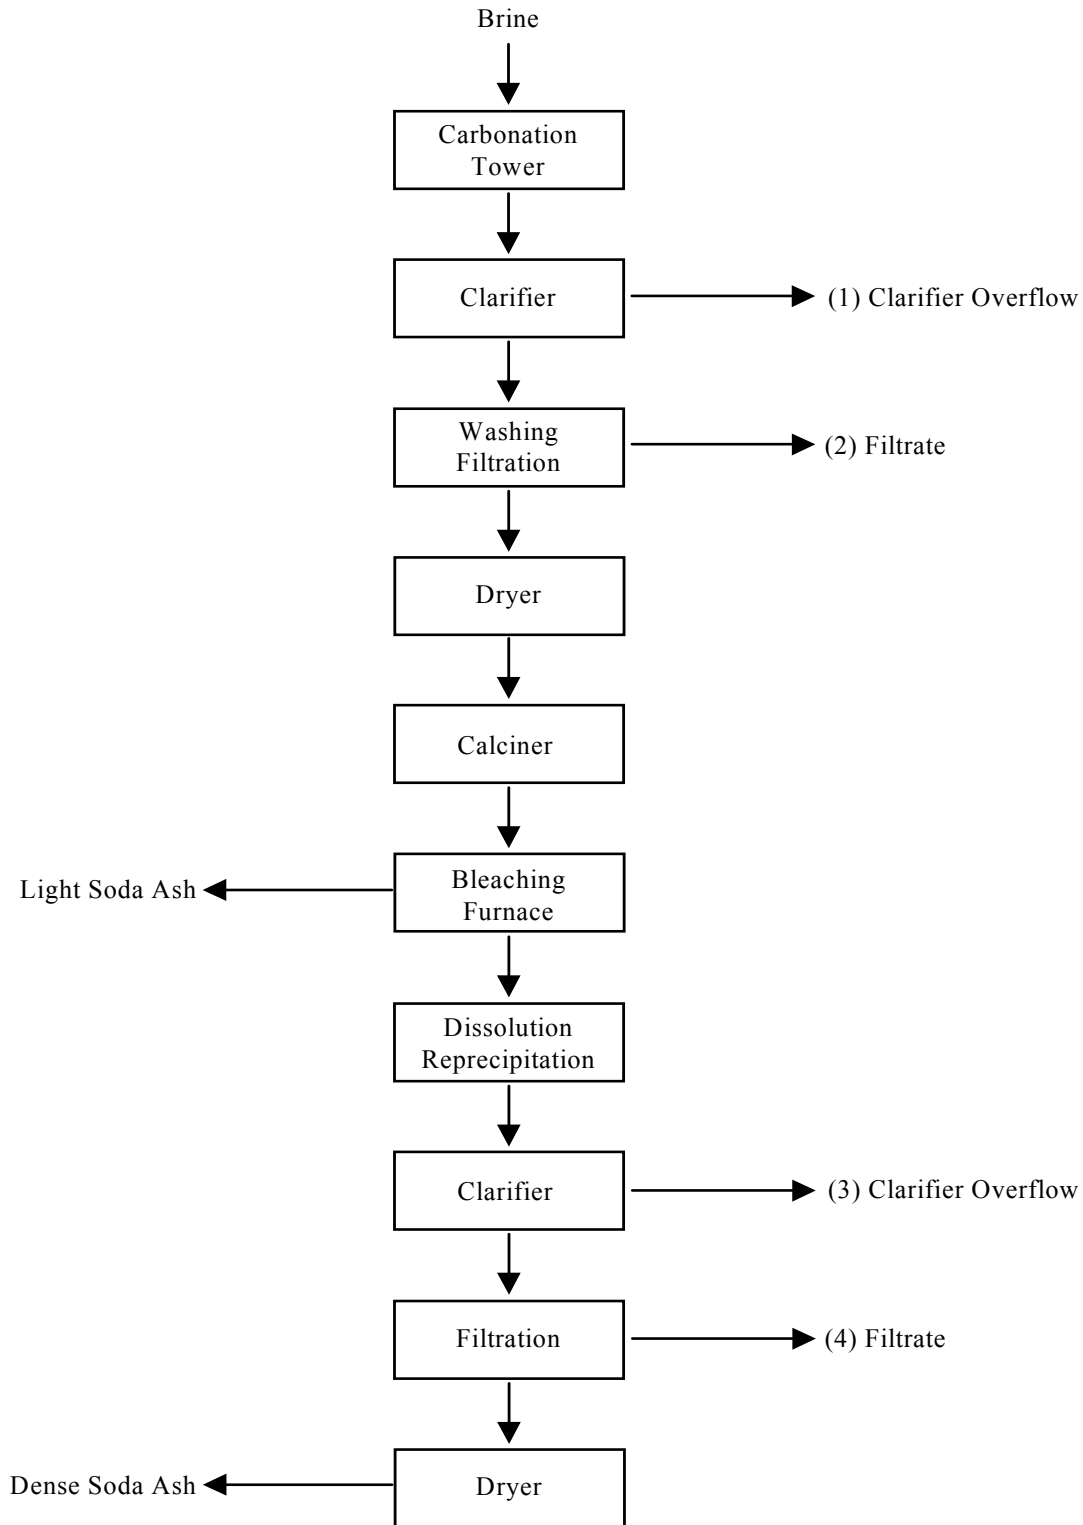 Brine
Carbonation
Tower
Clarifier
(1) Clarifier Overflow
Washing
Filtration
(2) Filtrate
Dryer
Calciner
Light Soda Ash
Bleaching
Furnace
Dissolution
Reprecipitation
Clarifier
(3) Clarifier Overflow
Filtration
(4) Filtrate
Dense Soda Ash
Dryer